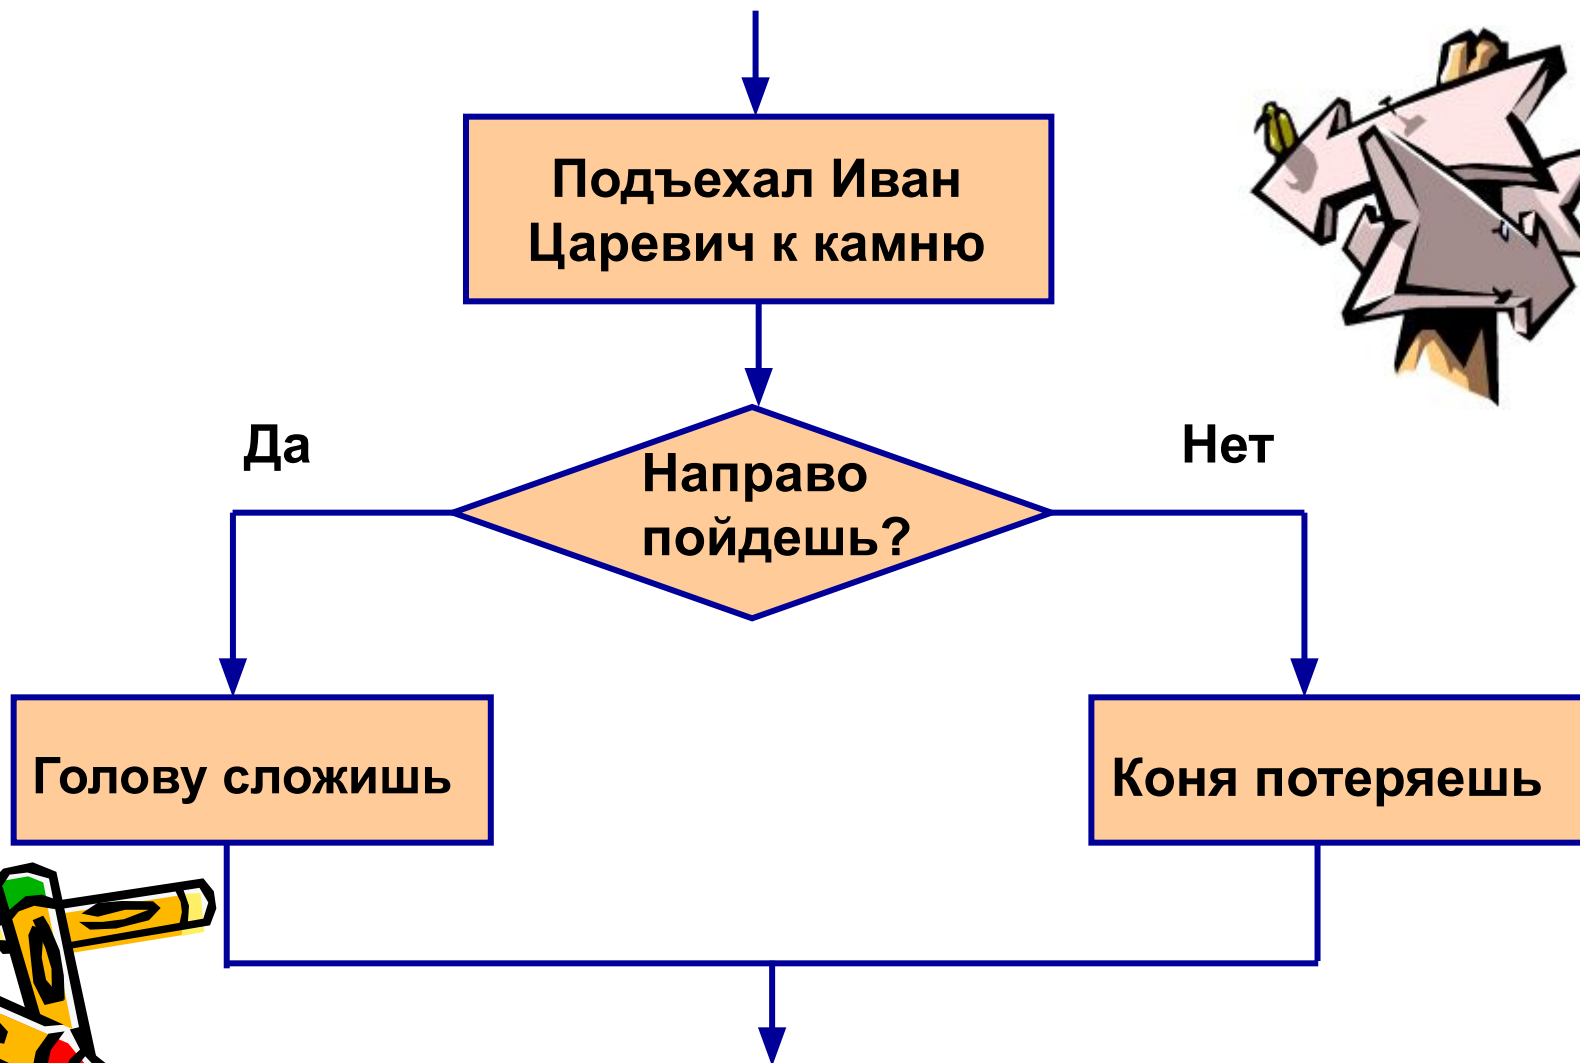 Подъехал Иван
Царевич к камню
Да
Нет
Направо
пойдешь?
Голову сложишь
Коня потеряешь